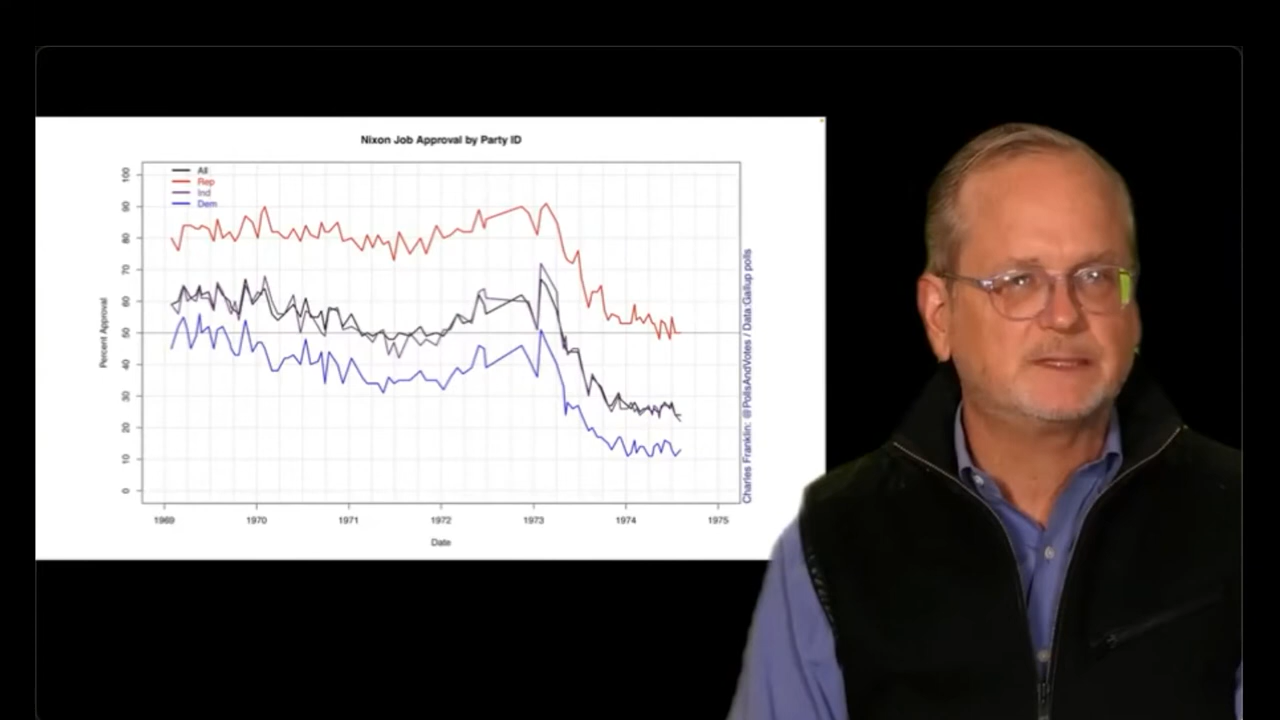 Nixon Job Approval by Party ID
All
Rep
Ind
Dem
100
90
80
70
60
50
40
30
20
10
0
Percent Approval
1969 1970 1971 1972 1973 1974 1975
Date
Charles Franklin: @PollsAndVotes / Data:Gallup polls